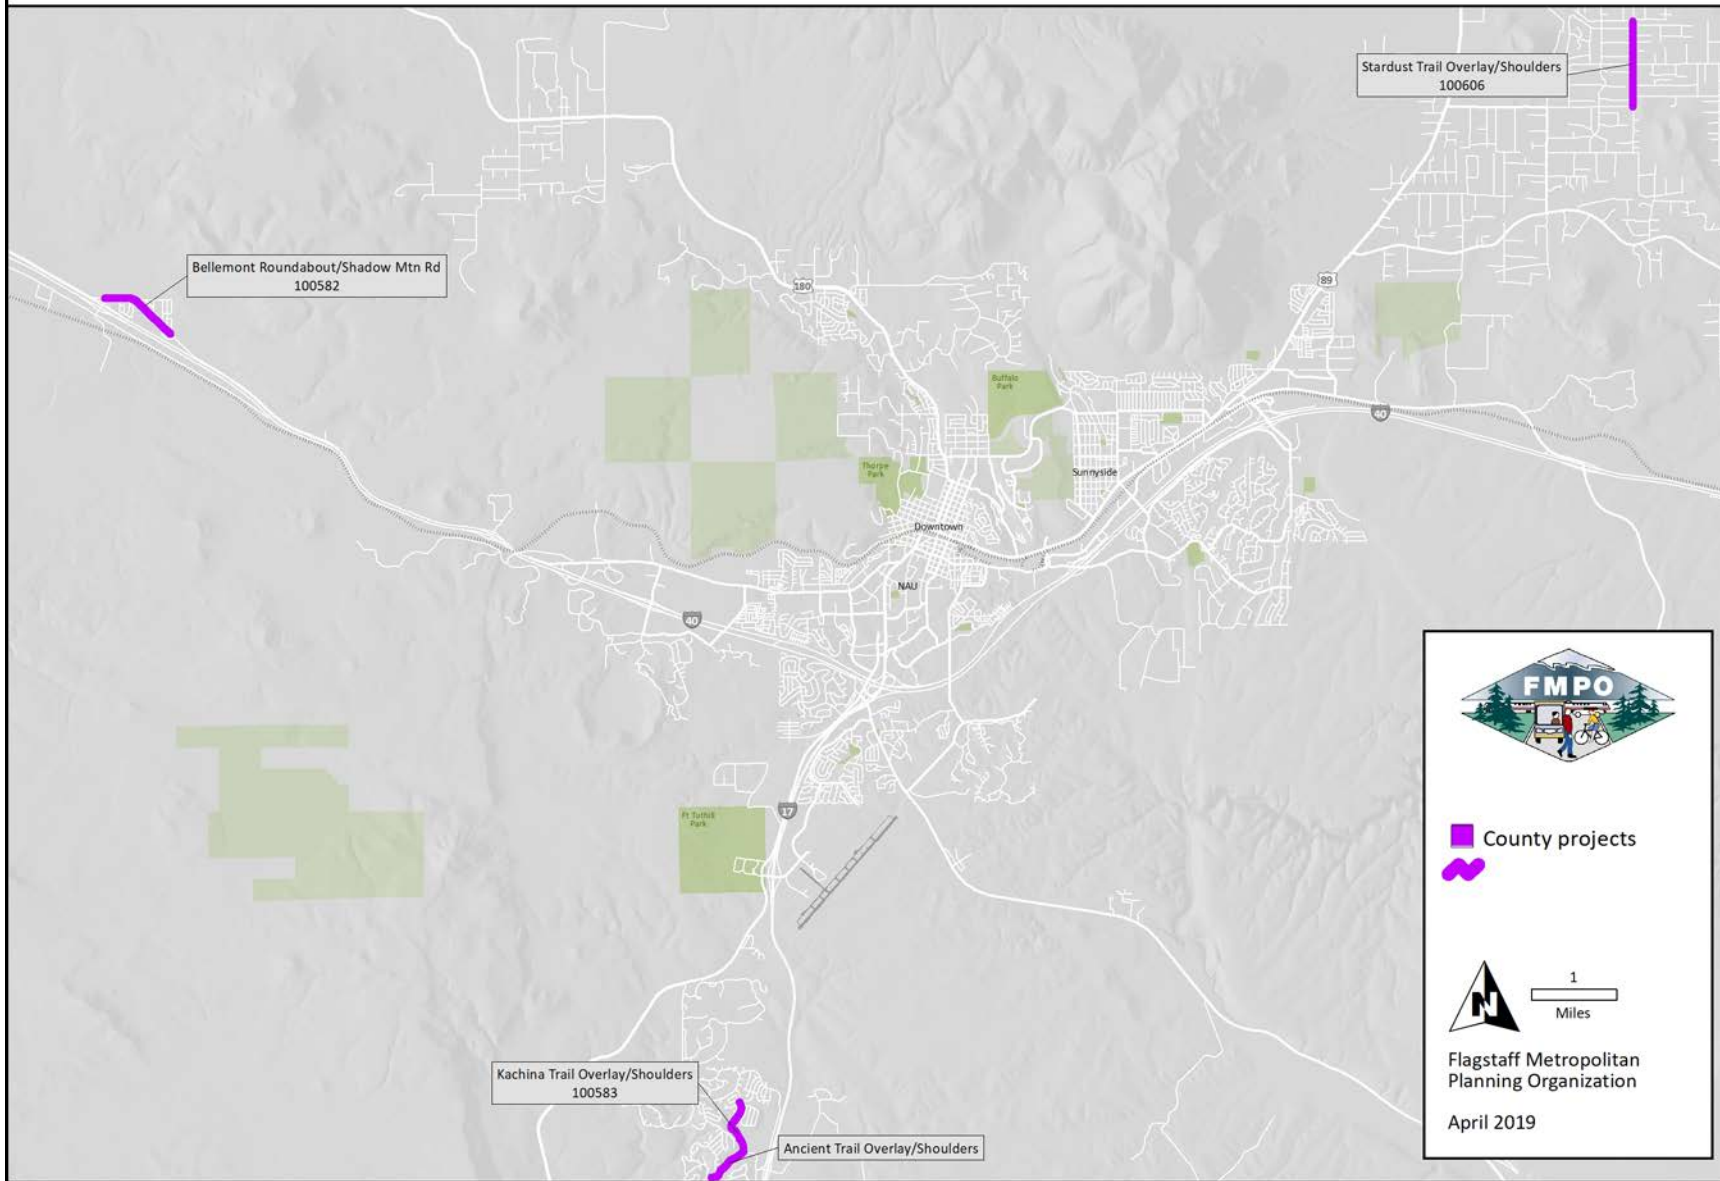 Stardust Trail Overlay/Shoulders
100606
Bellemont Roundabout/Shadow Mtn Rd
100582
180
89
Buffalo
Park
40
Thorpe
Park
Sunnyside
Downtown
NAU
40
FMPO
17
Ft Tuthill
Park
County projects
N
1
Miles
Flagstaff Metropolitan
Planning Organization
April 2019
Kachina Trail Overlay/Shoulders
100583
Ancient Trail Overlay/Shoulders